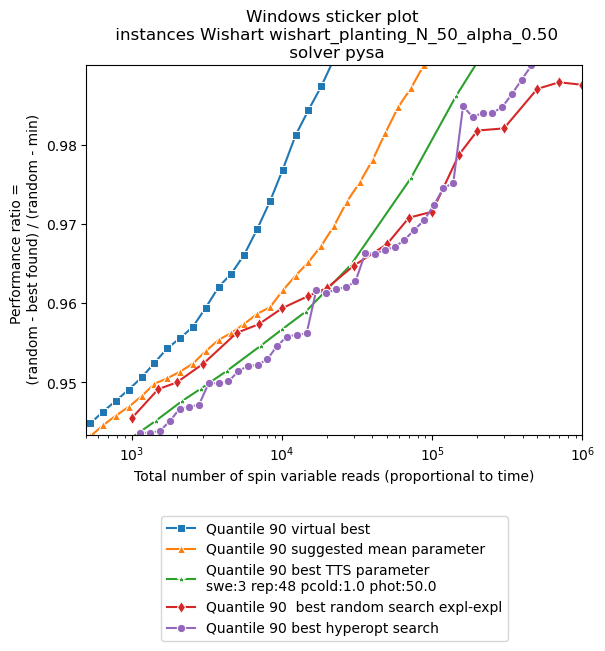 Windows sticker plot
instances Wishart wishart_planting_N_50_alpha_0.50
solver pysa
Performance ratio =
(random - best found) / (random - min)
0.98
0.97
0.96
0.95
10³
10⁴
10⁵
10⁶
Total number of spin variable reads (proportional to time)
Quantile 90 virtual best
Quantile 90 suggested mean parameter
Quantile 90 best TTS parameter
swe:3 rep:48 pcold:1.0 phot:50.0
Quantile 90  best random search expl-expl
Quantile 90 best hyperopt search